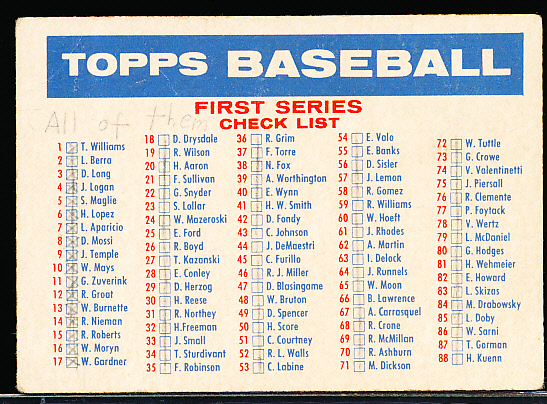 TOPPS BASEBALL
FIRST SERIES
CHECK LIST
All of them
1 T. Williams
2 L. Berra
3 D. Long
4 J. Logan
5 S. Maglie
6 H. Lopez
7 L. Aparicio
8 D. Mossi
9 J. Temple
10 W. Mays
11 G. Zuverink
12 R. Groat
13 W. Burnette
14 R. Nieman
15 R. Roberts
16 W. Moryn
17 W. Gardner
18 D. Drysdale
19 R. Wilson
20 H. Aaron
21 F. Sullivan
22 G. Snyder
23 S. Lollar
24 W. Mazeroski
25 E. Ford
26 R. Boyd
27 T. Kazanski
28 E. Conley
29 D. Herzog
30 H. Reese
31 R. Northey
32 H.Freeman
33 J. Small
34 T. Sturdivant
35 F. Robinson
36 R. Grim
37 F. Torre
38 N. Fox
39 A. Worthington
40 E. Wynn
41 H. W. Smith
42 D. Fondy
43 C. Johnson
44 J. DeMaestri
45 C. Furillo
46 R. J. Miller
47 D. Blasingame
48 W. Bruton
49 D. Spencer
50 H. Score
51 C. Courtney
52 R. L. Walls
53 C. Labine
54 E. Valo
55 E. Banks
56 D. Sisler
57 J. Lemon
58 R. Gomez
59 R. Williams
60 W. Hoeft
61 J. Rhodes
62 A. Martin
63 I. Delock
64 J. Runnels
65 W. Moon
66 B. Lawrence
67 A. Carrasquel
68 R. Crone
69 R. McMillan
70 R. Ashburn
71 M. Dickson
72 W. Tuttle
73 G. Crowe
74 V. Valentinetti
75 J. Piersall
76 R. Clemente
77 P. Foytack
78 V. Wertz
79 L. McDaniel
80 G. Hodges
81 H. Wehmeier
82 E. Howard
83 L. Skizas
84 M. Drabowsky
85 L. Doby
86 W. Sarni
87 T. Gorman
88 H. Kuenn